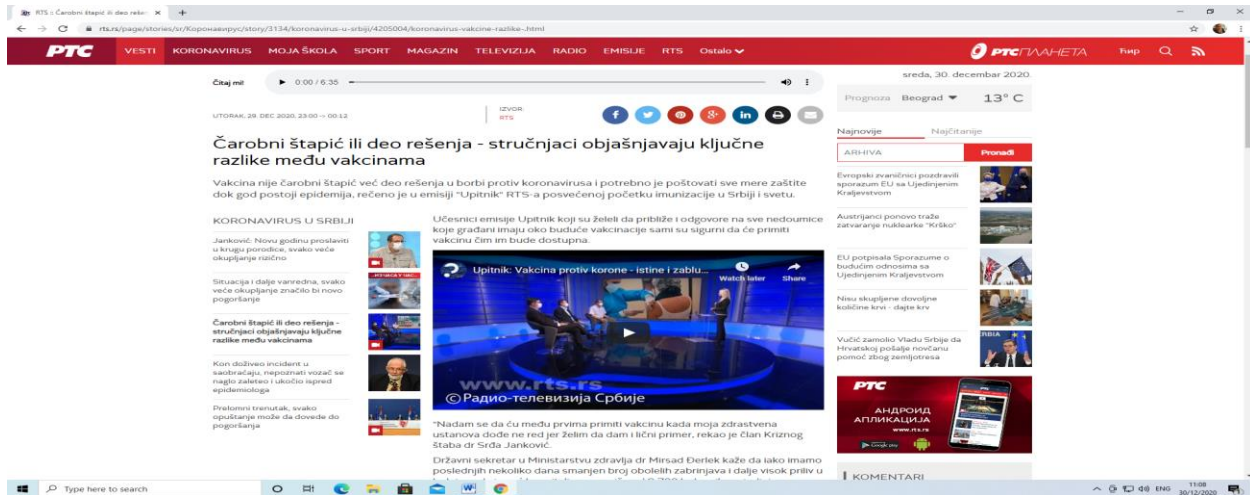 RTS :: Čarobni štapić ili deo rešen
rts.rs/page/stories/sr/Коронавирус/story/3134/koronavirus-u-srbiji/4205004/koronavirus-vakcine-razlike-.html
РТС VESTI KORONAVIRUS MOJA ŠKOLA SPORT MAGAZIN TELEVIZIJA RADIO EMISIJE RTS Ostalo РТС ПЛАНЕТА Ћир
Čitaj mi!
0:00 / 6:35
UTORAK, 29. DEC 2020, 23:00 -> 00:12
IZVOR
RTS
Čarobni štapić ili deo rešenja - stručnjaci objašnjavaju ključne
razlike među vakcinama
Vakcina nije čarobni štapić već deo rešenja u borbi protiv koronavirusa i potrebno je poštovati sve mere zaštite
dok god postoji epidemija, rečeno je u emisiji "Upitnik" RTS-a posvećenoj početku imunizacije u Srbiji i svetu.
KORONAVIRUS U SRBIJI
Janković: Novu godinu proslaviti
u krugu porodice, svako veće
okupljanje rizično
Situacija i dalje vanredna, svako
veće okupljanje značilo bi novo
pogoršanje
Čarobni štapić ili deo rešenja -
stručnjaci objašnjavaju ključne
razlike među vakcinama
Kon doživeo incident u
saobraćaju, nepoznati vozač se
naglo zaleteo i ukočio ispred
epidemiologa
Prelomni trenutak, svako
opuštanje može da dovede do
pogoršanja
Učesnici emisije Upitnik koji su želeli da približe i odgovore na sve nedoumice
koje građani imaju oko buduće vakcinacije sami su sigurni da će primiti
vakcinu čim im bude dostupna.
Upitnik: Vakcina protiv korone - istine i zablu...
Watch later
Share
www.rts.rs
©Радио-телевизија Србије
"Nadam se da ću među prvima primiti vakcinu kada moja zdrastvena
ustanova dođe ne red jer želim da dam i lični primer, rekao je član Kriznog
štaba dr Srđa Janković.
Državni sekretar u Ministarstvu zdravlja dr Mirsad Đerlek kaže da iako imamo
poslednjih nekoliko dana smanjen broj obolelih zabrinjava i dalje visok priliv u
sreda, 30. decembar 2020.
Prognoza Beograd 13° C
Najnovije Najčitanije
ARHIVA Pronađi
Evropski zvaničnici pozdravili
sporazum EU sa Ujedinjenim
Kraljevstvom
Austrijanci ponovo traže
zatvaranje nuklearke "Krško"
EU potpisala Sporazume o
budućim odnosima sa
Ujedinjenim Kraljevstvom
Nisu skupljene dovoljne
količine krvi - dajte krv
Vučić zamolio Vladu Srbije da
Hrvatskoj pošalje novčanu
pomoć zbog zemljotresa
РТС
АНДРОИД
АПЛИКАЦИЈА
www.rts.rs
Google play
KOMENTARI
Type here to search
ENG
11:08
30/12/2020